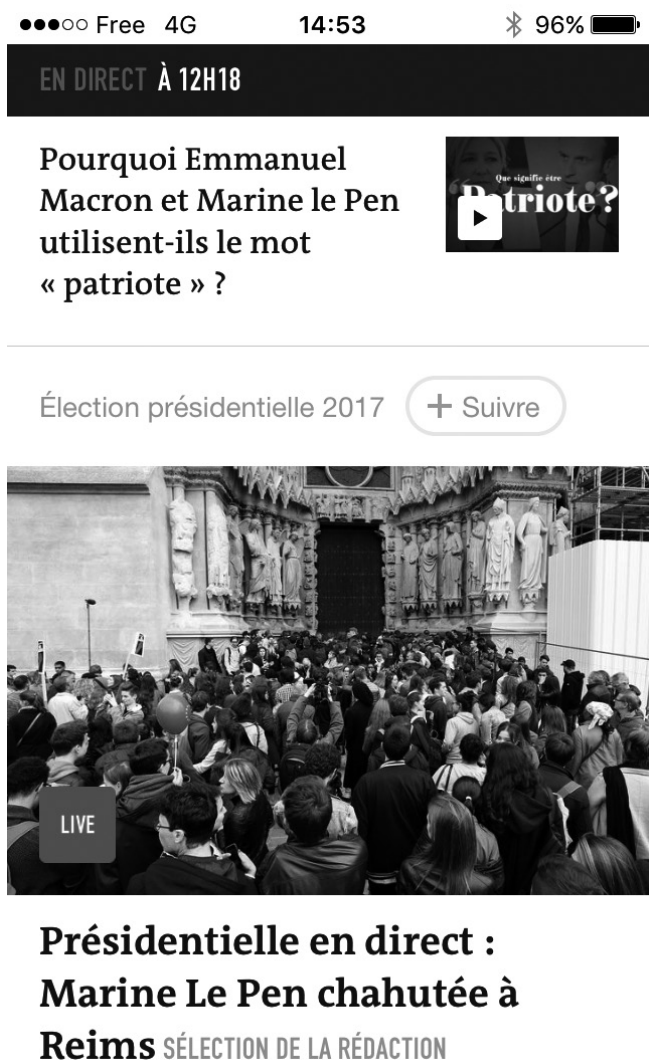 Free 4G 14:53 96%
EN DIRECT À 12H18
Pourquoi Emmanuel
Macron et Marine le Pen
utilisent-ils le mot
« patriote » ?
Que signifie être
Patriote ?
Élection présidentielle 2017 + Suivre
LIVE
Présidentielle en direct :
Marine Le Pen chahutée à
Reims SÉLECTION DE LA RÉDACTION